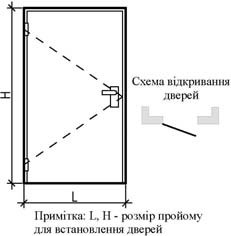 Схема відкривання
дверей
H
L
Примітка: L, H - розмір пройому
для встановлення дверей